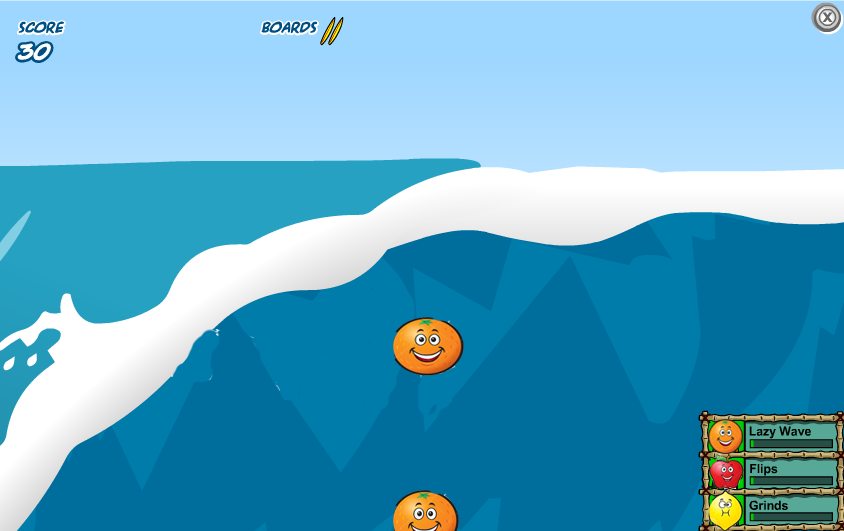 SCORE
30
BOARDS
Lazy Wave
Flips
Grinds